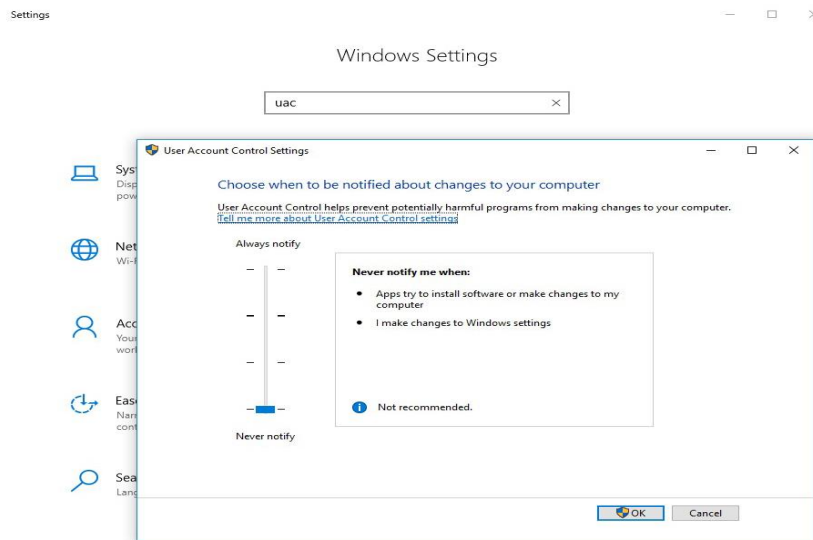 Settings
Windows Settings
uac
User Account Control Settings
Choose when to be notified about changes to your computer
User Account Control helps prevent potentially harmful programs from making changes to your computer.
Tell me more about User Account Control settings
Always notify
Never notify me when:
Apps try to install software or make changes to my
computer
I make changes to Windows settings
Not recommended.
Never notify
OK
Cancel